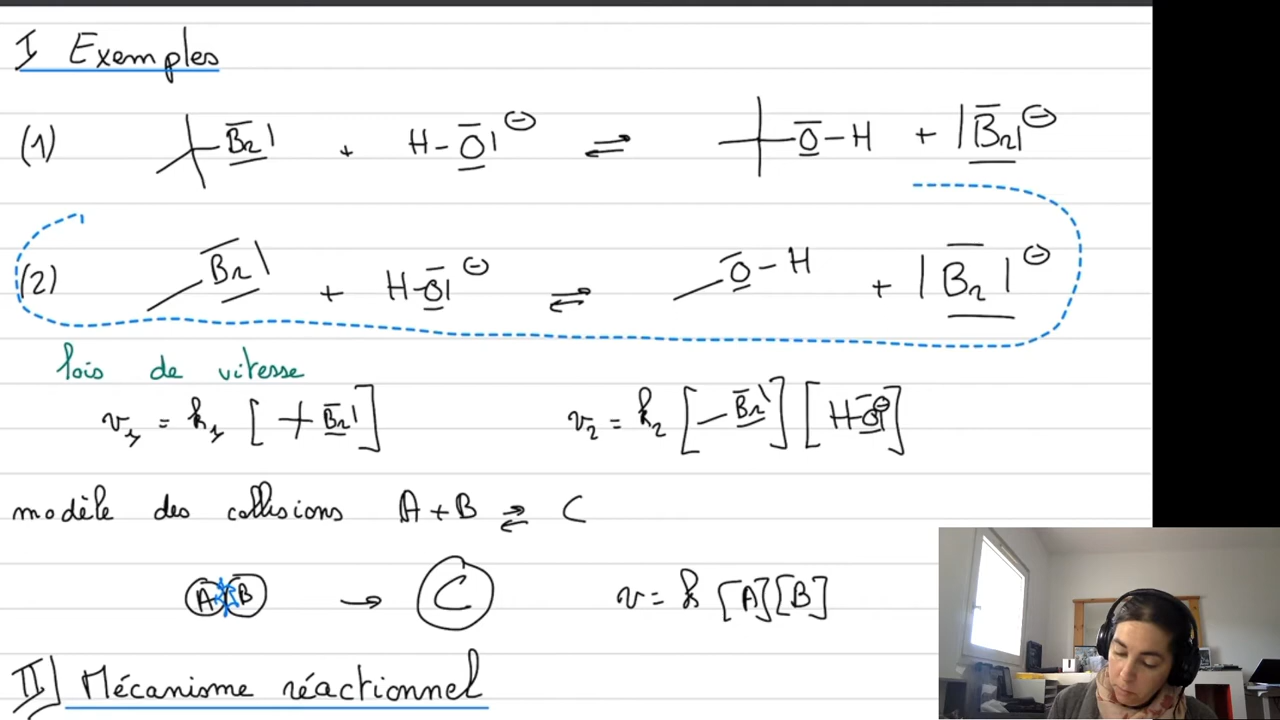 I Exemples
(1) Br + H-O ⊖ ⇌ O-H + Br ⊖
(2) Br + H-O ⊖ ⇌ O-H + Br ⊖
lois de vitesse
v₁ = k₁ [ Br ] v₂ = k₂ [ Br ] [ H-O ⊖ ]
modèle des collisions A + B ⇌ C
A B → C v = k [A][B]
II) Mécanisme réactionnel